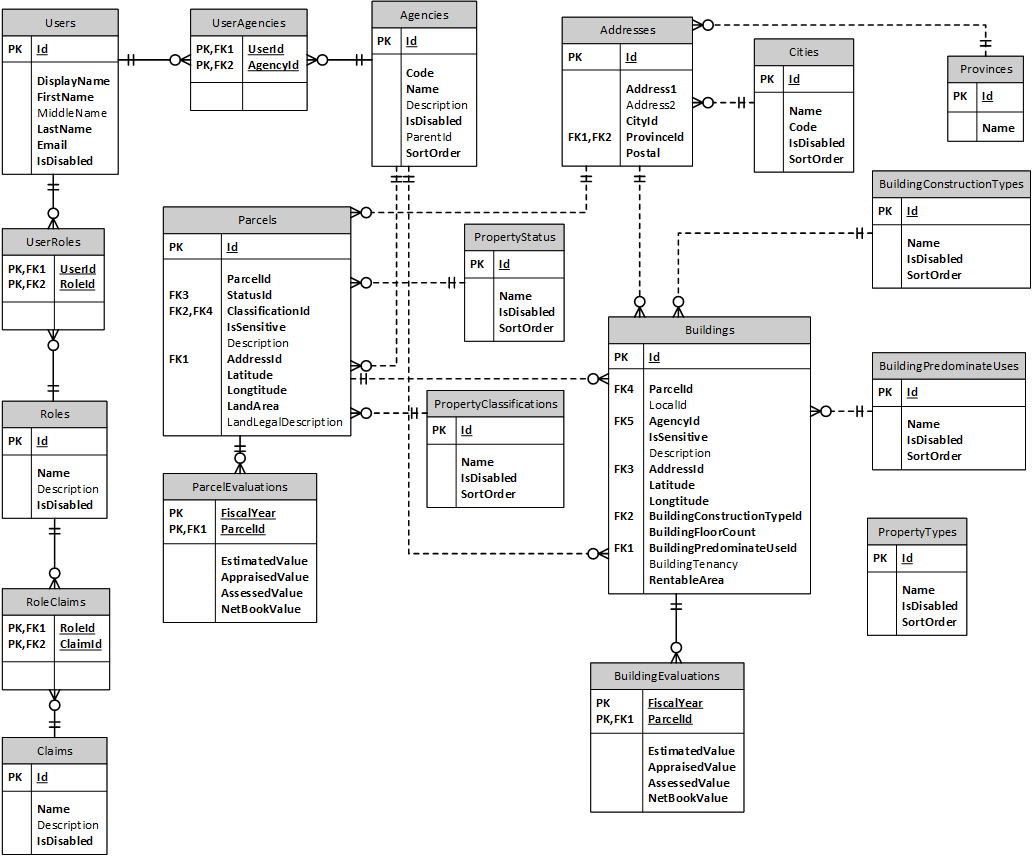 Users
PK Id
DisplayName
FirstName
MiddleName
LastName
Email
IsDisabled
UserAgencies
PK,FK1 UserId
PK,FK2 AgencyId
Agencies
PK Id
Code
Name
Description
IsDisabled
ParentId
SortOrder
Addresses
PK Id
Address1
Address2
CityId
FK1,FK2 ProvinceId
Postal
Cities
PK Id
Name
Code
IsDisabled
SortOrder
Provinces
PK Id
Name
BuildingConstructionTypes
PK Id
Name
IsDisabled
SortOrder
UserRoles
PK,FK1 UserId
PK,FK2 RoleId
Parcels
PK Id
ParcelId
FK3 StatusId
FK2,FK4 ClassificationId
IsSensitive
Description
FK1 AddressId
Latitude
Longtitude
LandArea
LandLegalDescription
PropertyStatus
PK Id
Name
IsDisabled
SortOrder
Buildings
PK Id
FK4 ParcelId
LocalId
FK5 AgencyId
IsSensitive
Description
FK3 AddressId
Latitude
Longtitude
FK2 BuildingConstructionTypeId
BuildingFloorCount
FK1 BuildingPredominateUseId
BuildingTenancy
RentableArea
BuildingPredominateUses
PK Id
Name
IsDisabled
SortOrder
Roles
PK Id
Name
Description
IsDisabled
PropertyClassifications
PK Id
Name
IsDisabled
SortOrder
ParcelEvaluations
PK FiscalYear
PK,FK1 ParcelId
EstimatedValue
AppraisedValue
AssessedValue
NetBookValue
PropertyTypes
PK Id
Name
IsDisabled
SortOrder
RoleClaims
PK,FK1 RoleId
PK,FK2 ClaimId
BuildingEvaluations
PK FiscalYear
PK,FK1 ParcelId
EstimatedValue
AppraisedValue
AssessedValue
NetBookValue
Claims
PK Id
Name
Description
IsDisabled